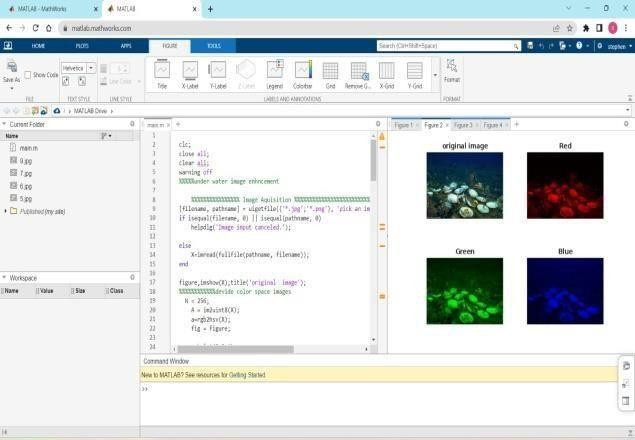 MATLAB - MathWorks
MATLAB
matlab.mathworks.com
HOME
PLOTS
APPS
FIGURE
TOOLS
Search (Ctrl+Shift+Space)
stephen
Save As
Show Code
Helvetica
Line Color
Title
X-Label
Y-Label
Z-Label
Legend
Colorbar
Grid
Remove G...
X-Grid
Y-Grid
Format
FILE
TEXT STYLE
LINE STYLE
LABELS AND ANNOTATIONS
FORMAT
MATLAB Drive
Current Folder
Name
main.m
9.jpg
7.jpg
6.jpg
5.jpg
Published (my site)
Workspace
Name
Value
Size
Class
main.m
1
2 clc;
3 close all;
4 clear all;
5 warning off
6 %%%%%under water image enhncement
7
8 %%%%%%%%%%%%%%% Image Aquisition %%%%%%%%%%%%%%%%%%%%%%%
9 [filename, pathname] = uigetfile({'*.jpg';'*.png'}, 'pick an im
10 if isequal(filename, 0) || isequal(pathname, 0)
11 helpdlg('Image input canceled.');
12
13 else
14 X=imread(fullfile(pathname, filename));
15 end
16
17 figure,imshow(X);title('original image');
18 %%%%%%%%%%%devide color space images
19 N = 256;
20 A = im2uint8(X);
21 a=rgb2hsv(X);
22 fig = figure;
23
24
Figure 1
Figure 2
Figure 3
Figure 4
original image
Red
Green
Blue
Command Window
New to MATLAB? See resources for Getting Started.
>>